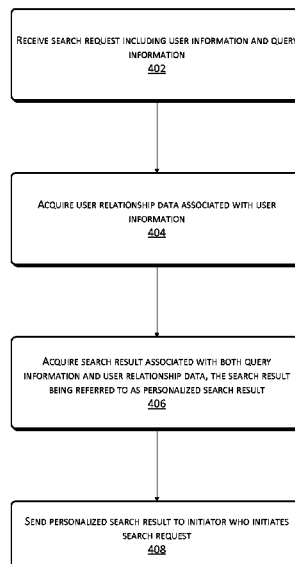 RECEIVE SEARCH REQUEST INCLUDING USER INFORMATION AND QUERY
INFORMATION
402
ACQUIRE USER RELATIONSHIP DATA ASSOCIATED WITH USER
INFORMATION
404
ACQUIRE SEARCH RESULT ASSOCIATED WITH BOTH QUERY
INFORMATION AND USER RELATIONSHIP DATA, THE SEARCH RESULT
BEING REFERRED TO AS PERSONALIZED SEARCH RESULT
406
SEND PERSONALIZED SEARCH RESULT TO INITIATOR WHO INITIATES
SEARCH REQUEST
408